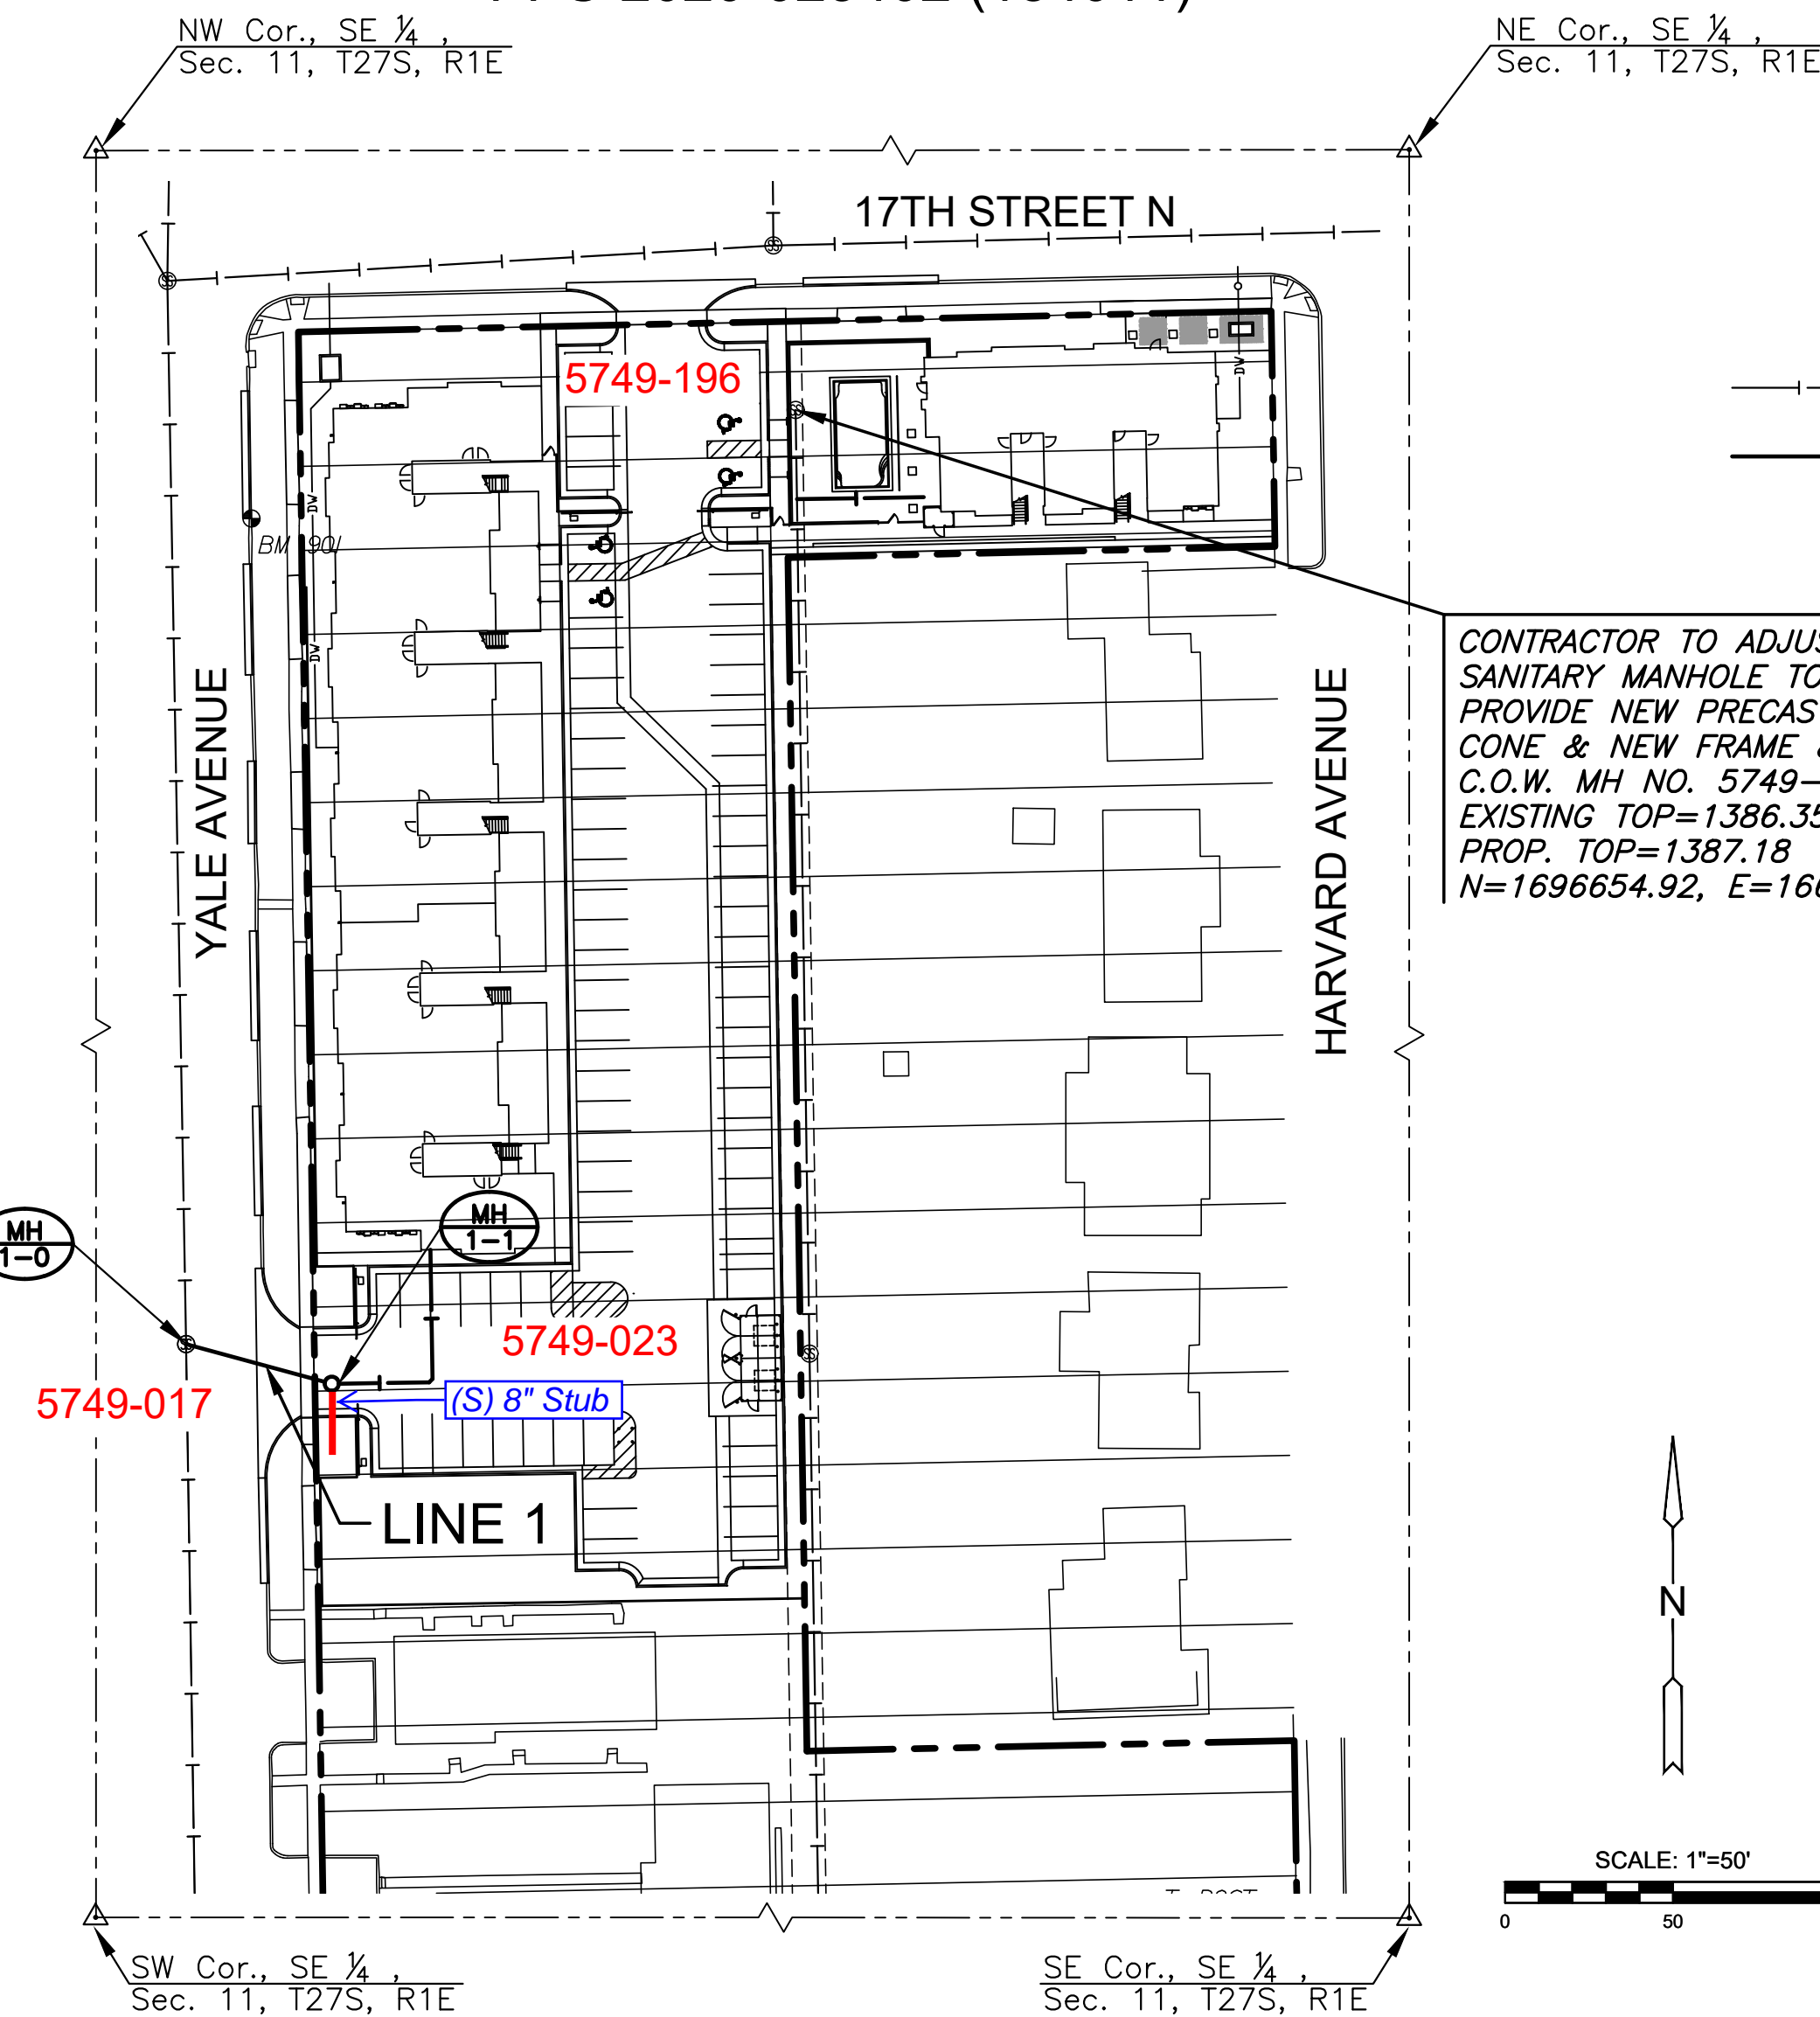 NW Cor., SE ¼ ,
Sec. 11, T27S, R1E
NE Cor., SE ¼ ,
Sec. 11, T27S, R1E
17TH STREET N
5749-196
DW
DW
DW
BM 901
YALE AVENUE
HARVARD AVENUE
CONTRACTOR TO ADJUS
SANITARY MANHOLE TO
PROVIDE NEW PRECAS
CONE & NEW FRAME &
C.O.W. MH NO. 5749-
EXISTING TOP=1386.35
PROP. TOP=1387.18
N=1696654.92, E=166
MH
1-0
MH
1-1
5749-023
5749-017
(S) 8" Stub
LINE 1
N
SCALE: 1"=50'
0 50
SW Cor., SE ¼ ,
Sec. 11, T27S, R1E
SE Cor., SE ¼ ,
Sec. 11, T27S, R1E